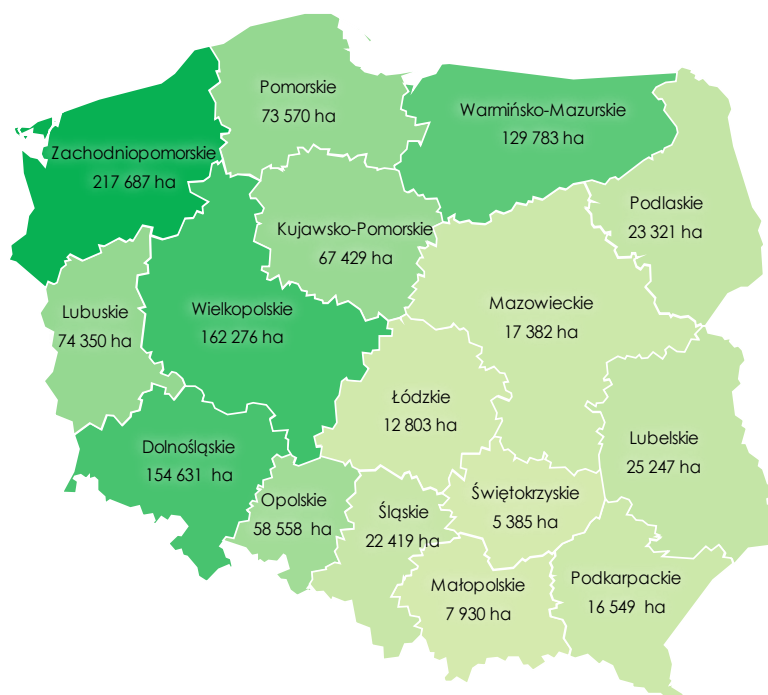 Pomorskie
73 570 ha
Warmińsko-Mazurskie
129 783 ha
Zachodniopomorskie
217 687 ha
Podlaskie
23 321 ha
Kujawsko-Pomorskie
67 429 ha
Lubuskie
74 350 ha
Wielkopolskie
162 276 ha
Mazowieckie
17 382 ha
Łódzkie
12 803 ha
Dolnośląskie
154 631 ha
Lubelskie
25 247 ha
Opolskie
58 558 ha
Śląskie
22 419 ha
Świętokrzyskie
5 385 ha
Małopolskie
7 930 ha
Podkarpackie
16 549 ha